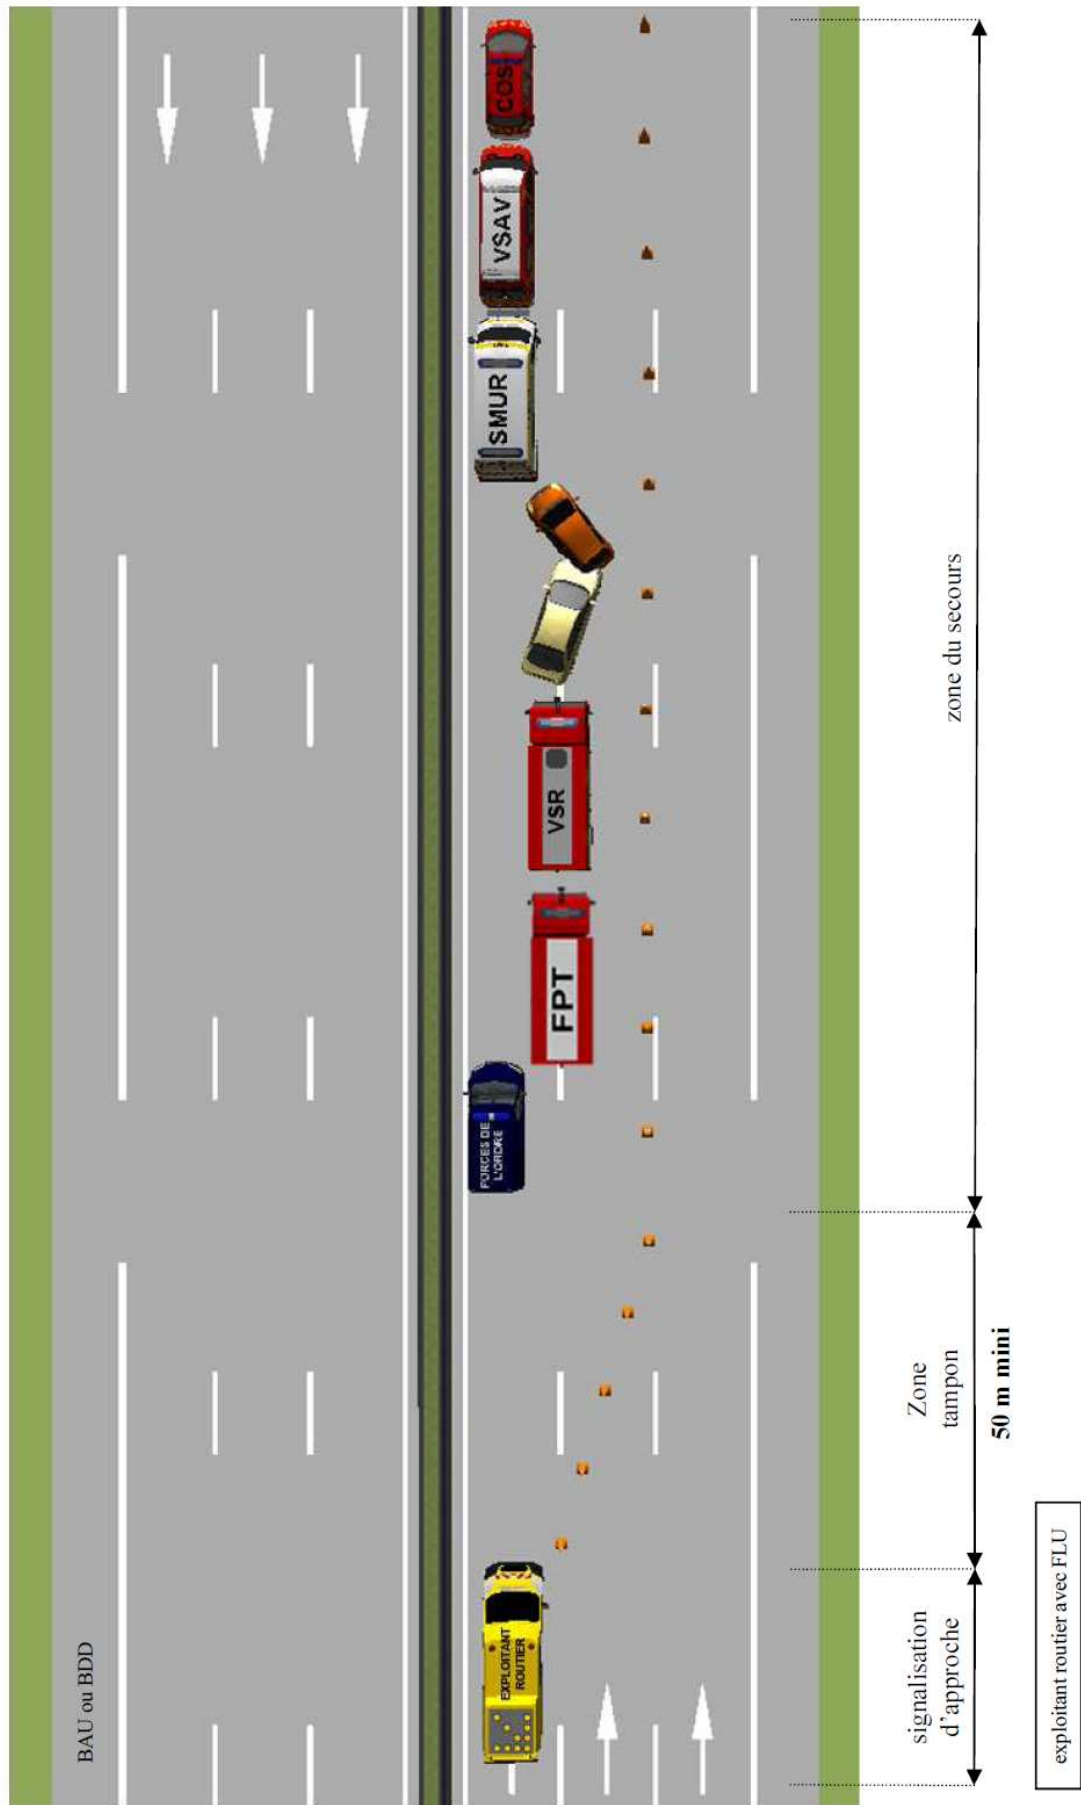 BAU ou BDD
COS
VSAV
SMUR
VSR
FPT
FORCES DE
L'ORDRE
EXPLOITANT
ROUTIER
signalisation
d'approche
Zone
tampon
50 m mini
zone du secours
exploitant routier avec FLU